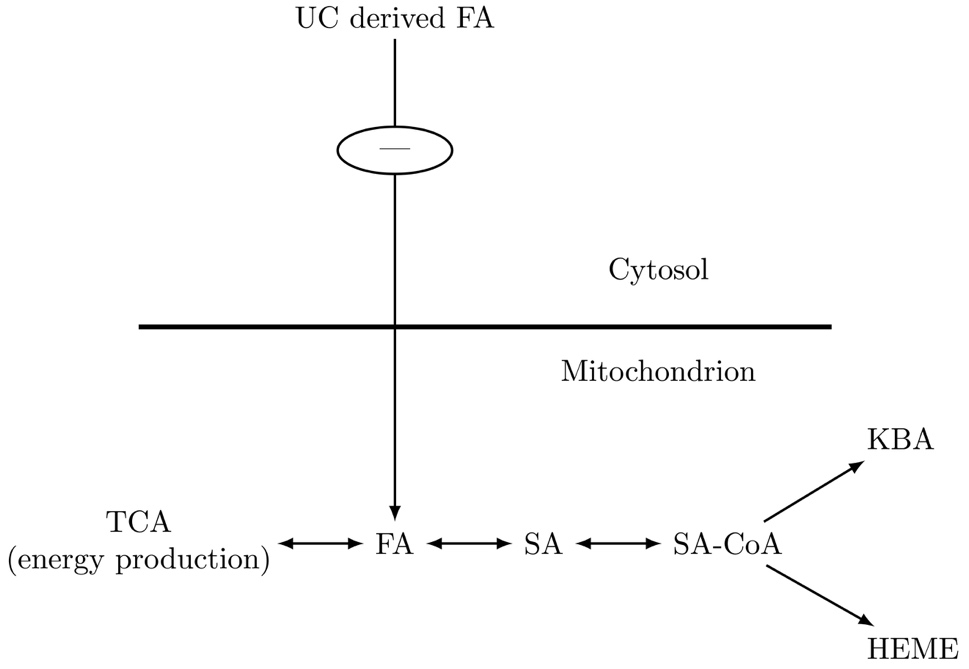 UC derived FA
—
Cytosol
Mitochondrion
KBA
TCA
(energy production)
FA
SA
SA-CoA
HEME